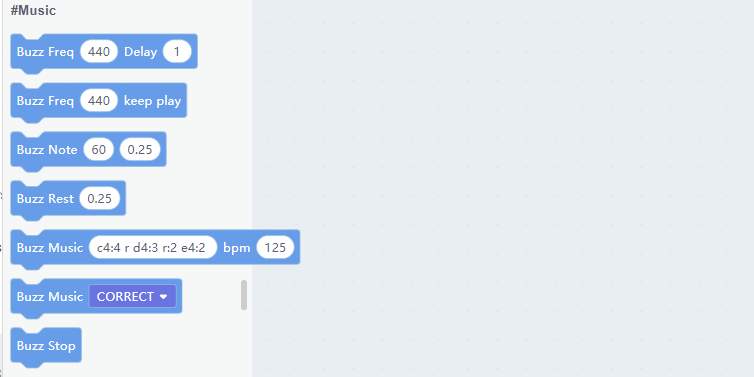 #Music
Buzz Freq 440 Delay 1
Buzz Freq 440 keep play
Buzz Note 60 0.25
Buzz Rest 0.25
Buzz Music c4:4 r d4:3 r:2 e4:2 bpm 125
Buzz Music CORRECT
Buzz Stop